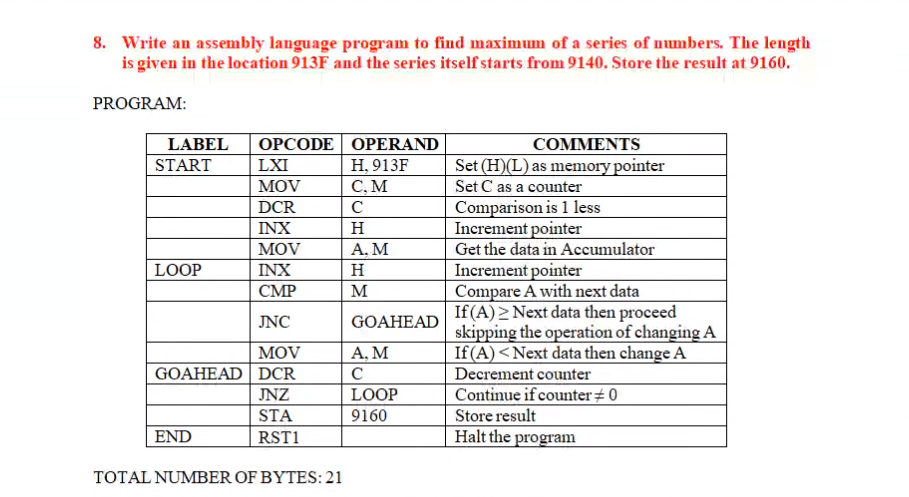 8. Write an assembly language program to find maximum of a series of numbers. The length
is given in the location 913F and the series itself starts from 9140. Store the result at 9160.
PROGRAM:
LABEL OPCODE OPERAND COMMENTS
START LXI H, 913F Set (H)(L) as memory pointer
MOV C, M Set C as a counter
DCR C Comparison is 1 less
INX H Increment pointer
MOV A, M Get the data in Accumulator
LOOP INX H Increment pointer
CMP M Compare A with next data
JNC GOAHEAD If (A) ≥ Next data then proceed
skipping the operation of changing A
MOV A, M If (A) < Next data then change A
GOAHEAD DCR C Decrement counter
JNZ LOOP Continue if counter ≠ 0
STA 9160 Store result
END RST1 Halt the program
TOTAL NUMBER OF BYTES: 21